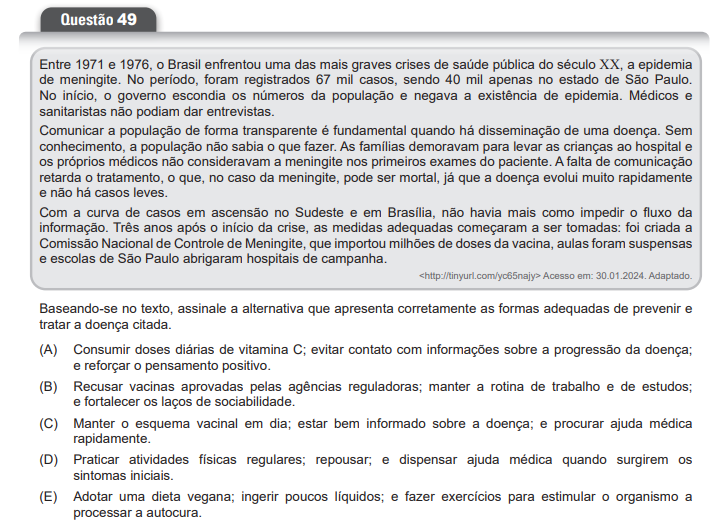 Questão 49
Entre 1971 e 1976, o Brasil enfrentou uma das mais graves crises de saúde pública do século XX, a epidemia
de meningite. No período, foram registrados 67 mil casos, sendo 40 mil apenas no estado de São Paulo.
No início, o governo escondia os números da população e negava a existência de epidemia. Médicos e
sanitaristas não podiam dar entrevistas.
Comunicar a população de forma transparente é fundamental quando há disseminação de uma doença. Sem
conhecimento, a população não sabia o que fazer. As famílias demoravam para levar as crianças ao hospital e
os próprios médicos não consideravam a meningite nos primeiros exames do paciente. A falta de comunicação
retarda o tratamento, o que, no caso da meningite, pode ser mortal, já que a doença evolui muito rapidamente
e não há casos leves.
Com a curva de casos em ascensão no Sudeste e em Brasília, não havia mais como impedir o fluxo da
informação. Três anos após o início da crise, as medidas adequadas começaram a ser tomadas: foi criada a
Comissão Nacional de Controle de Meningite, que importou milhões de doses da vacina, aulas foram suspensas
e escolas de São Paulo abrigaram hospitais de campanha.
<http://tinyurl.com/yc65najy> Acesso em: 30.01.2024. Adaptado.
Baseando-se no texto, assinale a alternativa que apresenta corretamente as formas adequadas de prevenir e
tratar a doença citada.
(A) Consumir doses diárias de vitamina C; evitar contato com informações sobre a progressão da doença;
e reforçar o pensamento positivo.
(B) Recusar vacinas aprovadas pelas agências reguladoras; manter a rotina de trabalho e de estudos;
e fortalecer os laços de sociabilidade.
(C) Manter o esquema vacinal em dia; estar bem informado sobre a doença; e procurar ajuda médica
rapidamente.
(D) Praticar atividades físicas regulares; repousar; e dispensar ajuda médica quando surgirem os
sintomas iniciais.
(E) Adotar uma dieta vegana; ingerir poucos líquidos; e fazer exercícios para estimular o organismo a
processar a autocura.